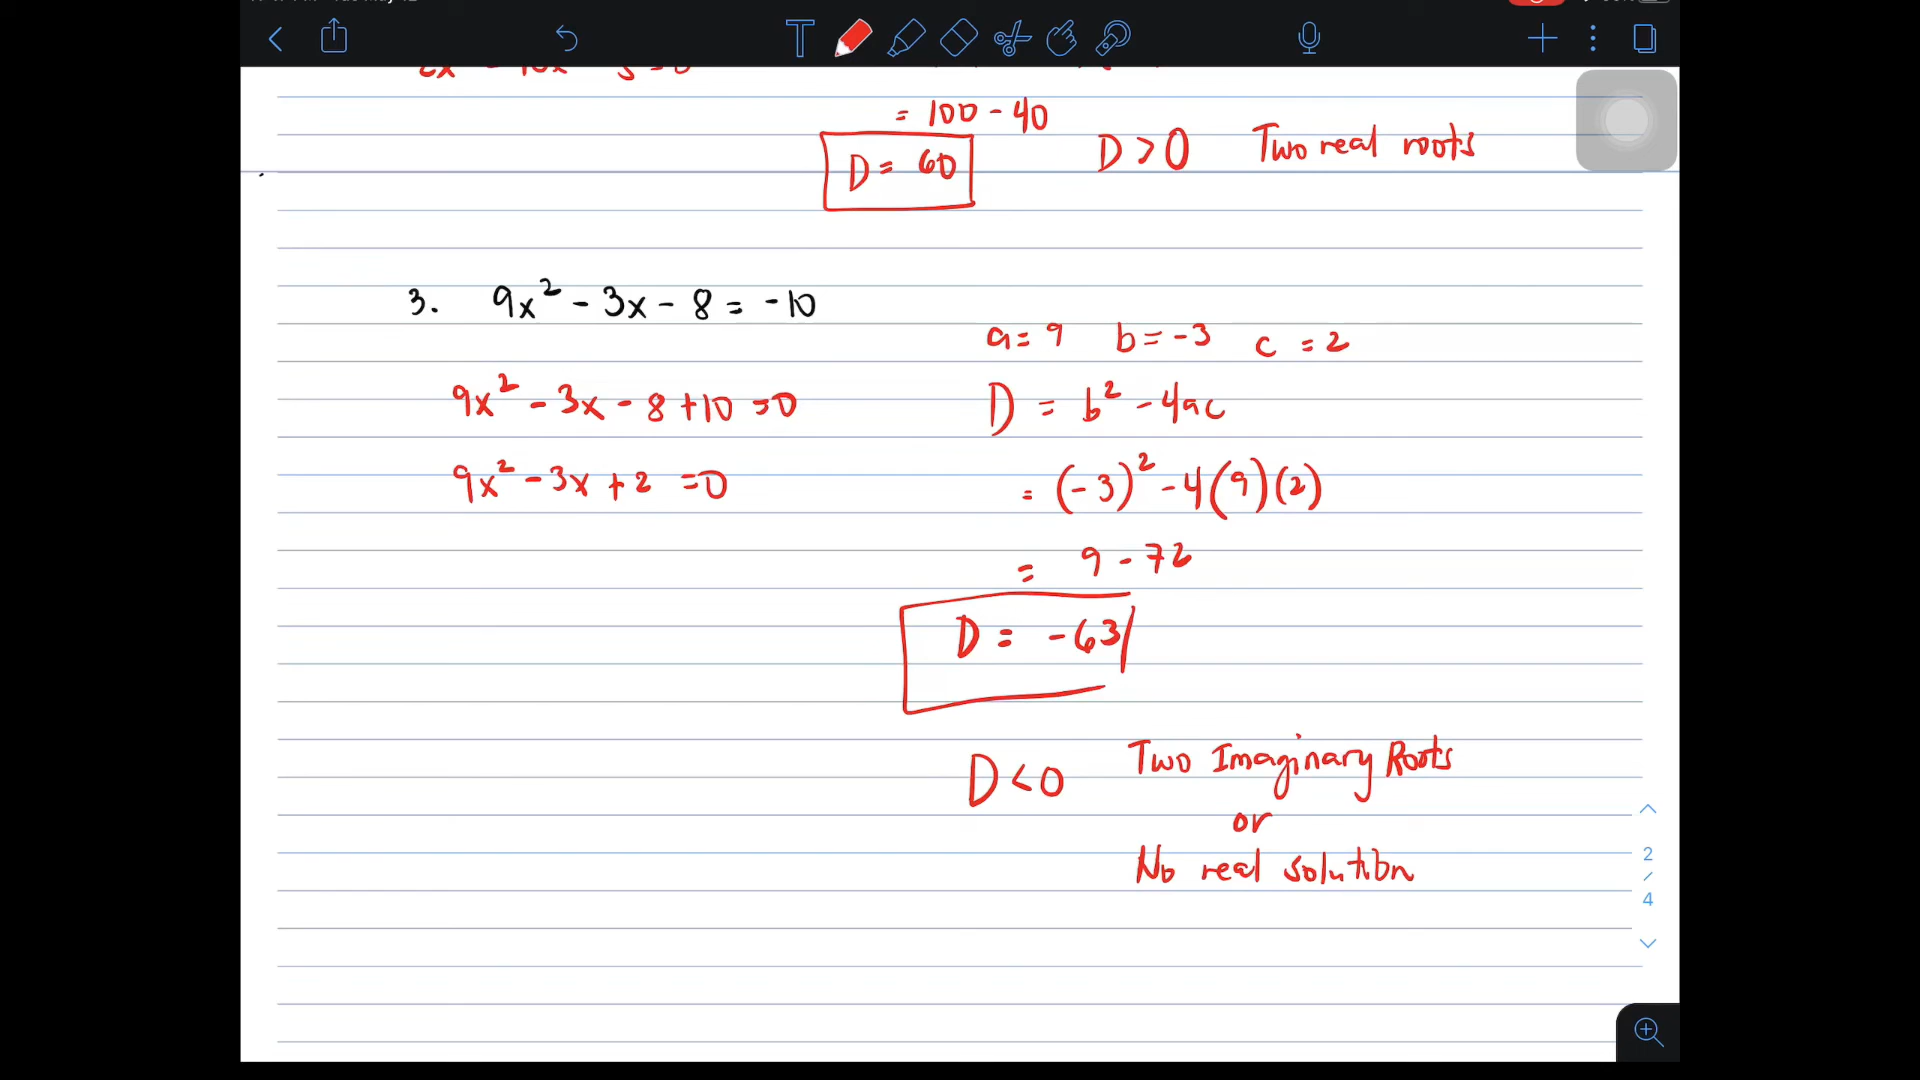 = 100 - 40
D = 60
D > 0 Two real roots
3. 9x² - 3x - 8 = -10
a = 9 b = -3 c = 2
9x² - 3x - 8 + 10 = 0
D = b² - 4ac
9x² - 3x + 2 = 0
= (-3)² - 4(9)(2)
= 9 - 72
D = -63
D < 0 Two Imaginary Roots
or
No real solution
2
/
4